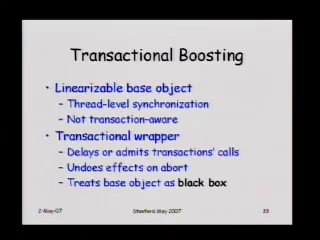 Transactional Boosting
• Linearizable base object
– Thread-level synchronization
– Not transaction-aware
• Transactional wrapper
– Delays or admits transactions' calls
– Undoes effects on abort
– Treats base object as black box
2-May-07
Stanford May 2007
33